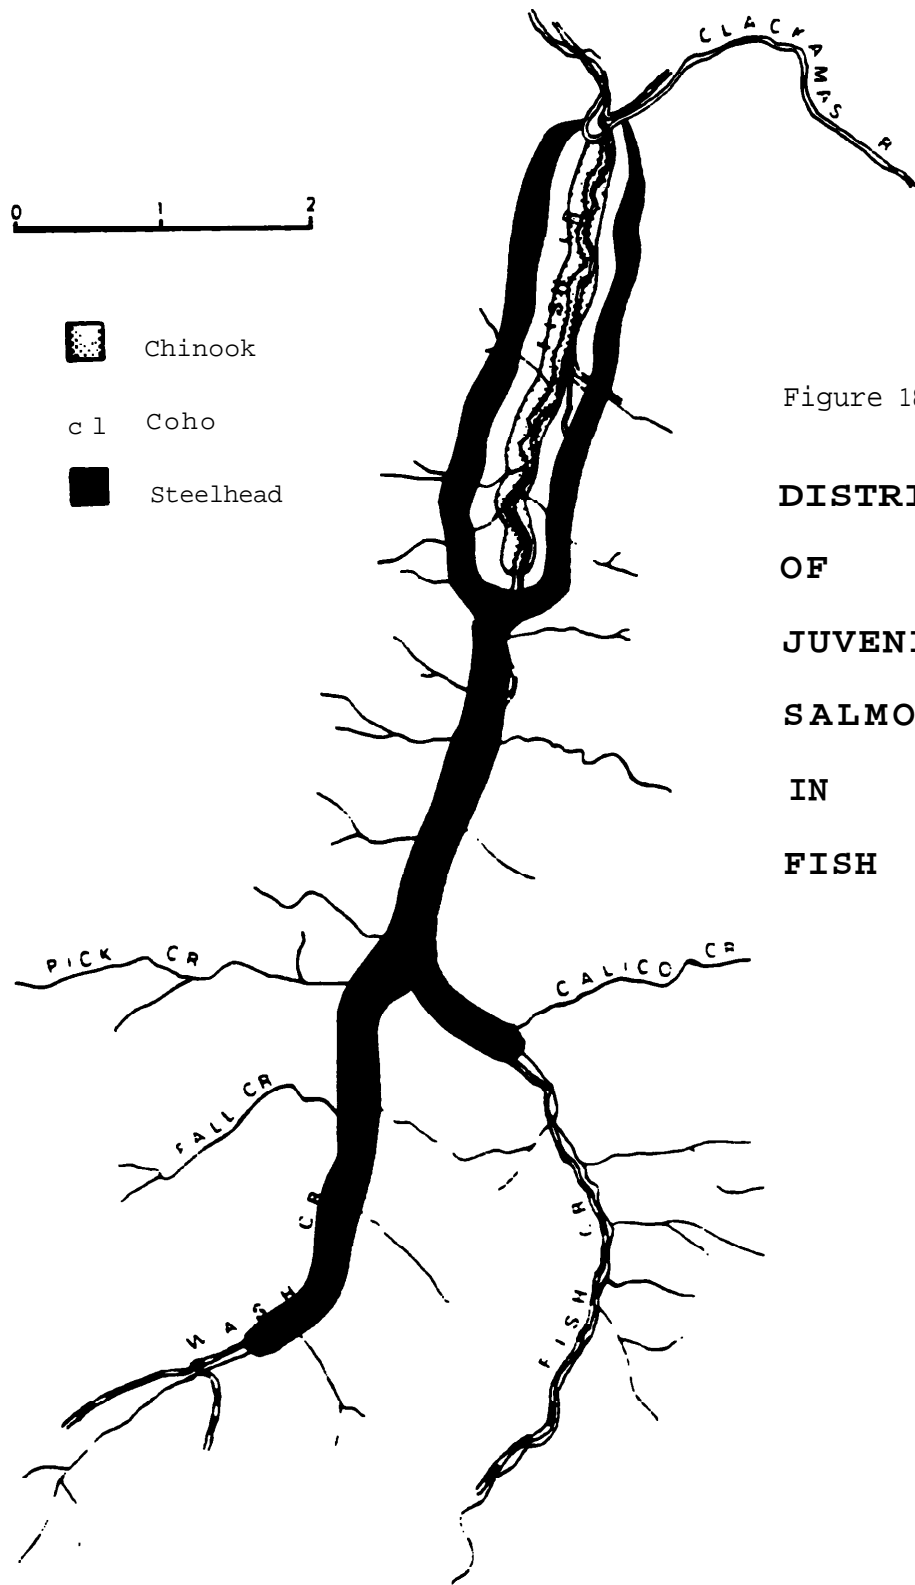 CLACKAMAS R
0 1 2
Chinook
Figure 18
cl Coho
Steelhead
DISTRI
OF
JUVENI
SALMO
IN
FISH
PICK CR
CALICO CR
FALL CR
WASH CR
FISH CR